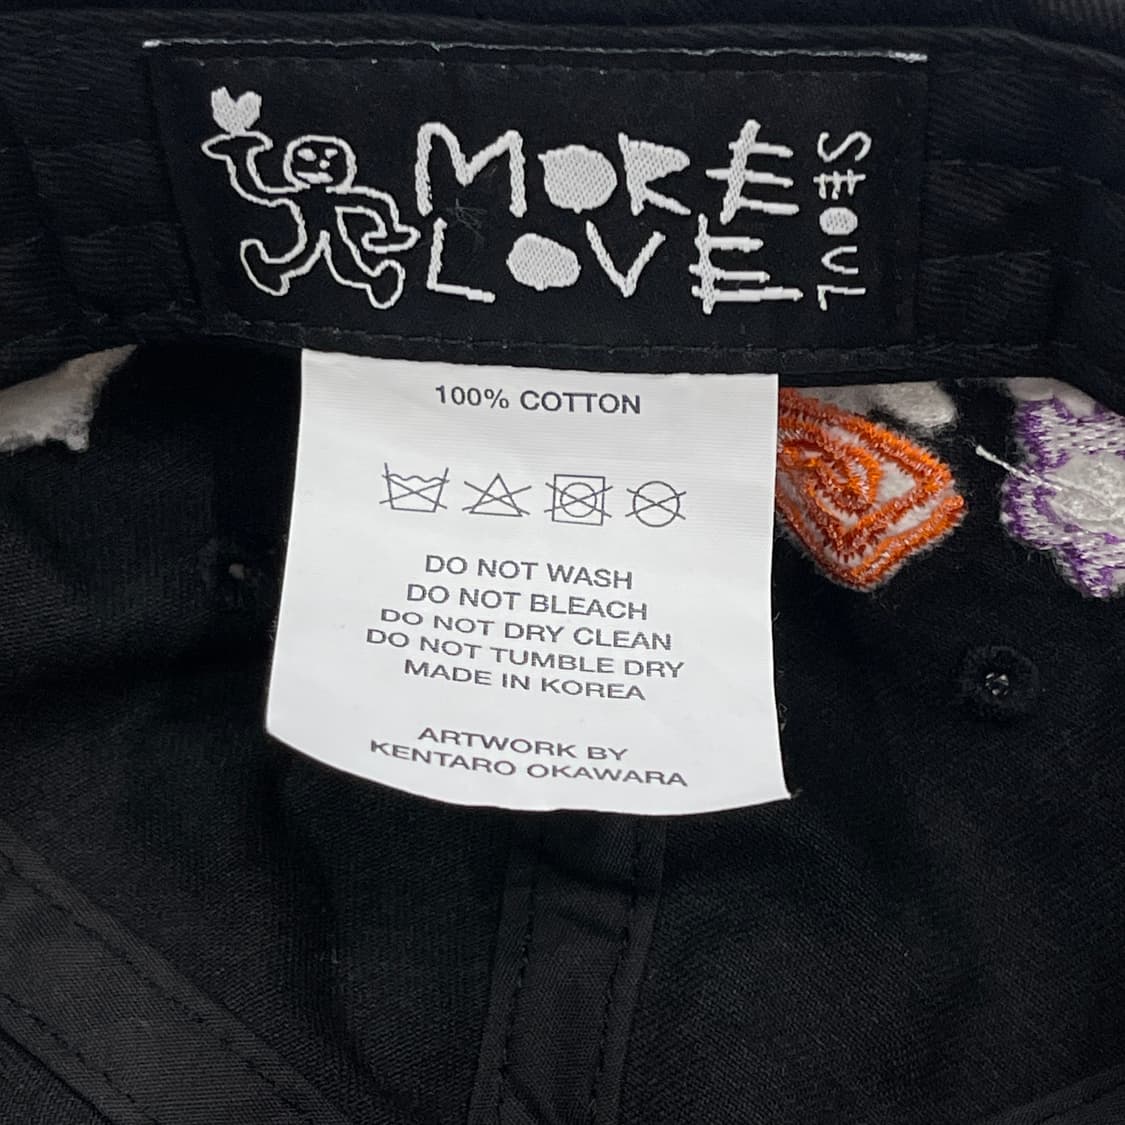 MORE
LOVE
100% COTTON
DO NOT WASH
DO NOT BLEACH
DO NOT DRY CLEAN
DO NOT TUMBLE DRY
MADE IN KOREA
ARTWORK BY
KENTARO OKAWARA